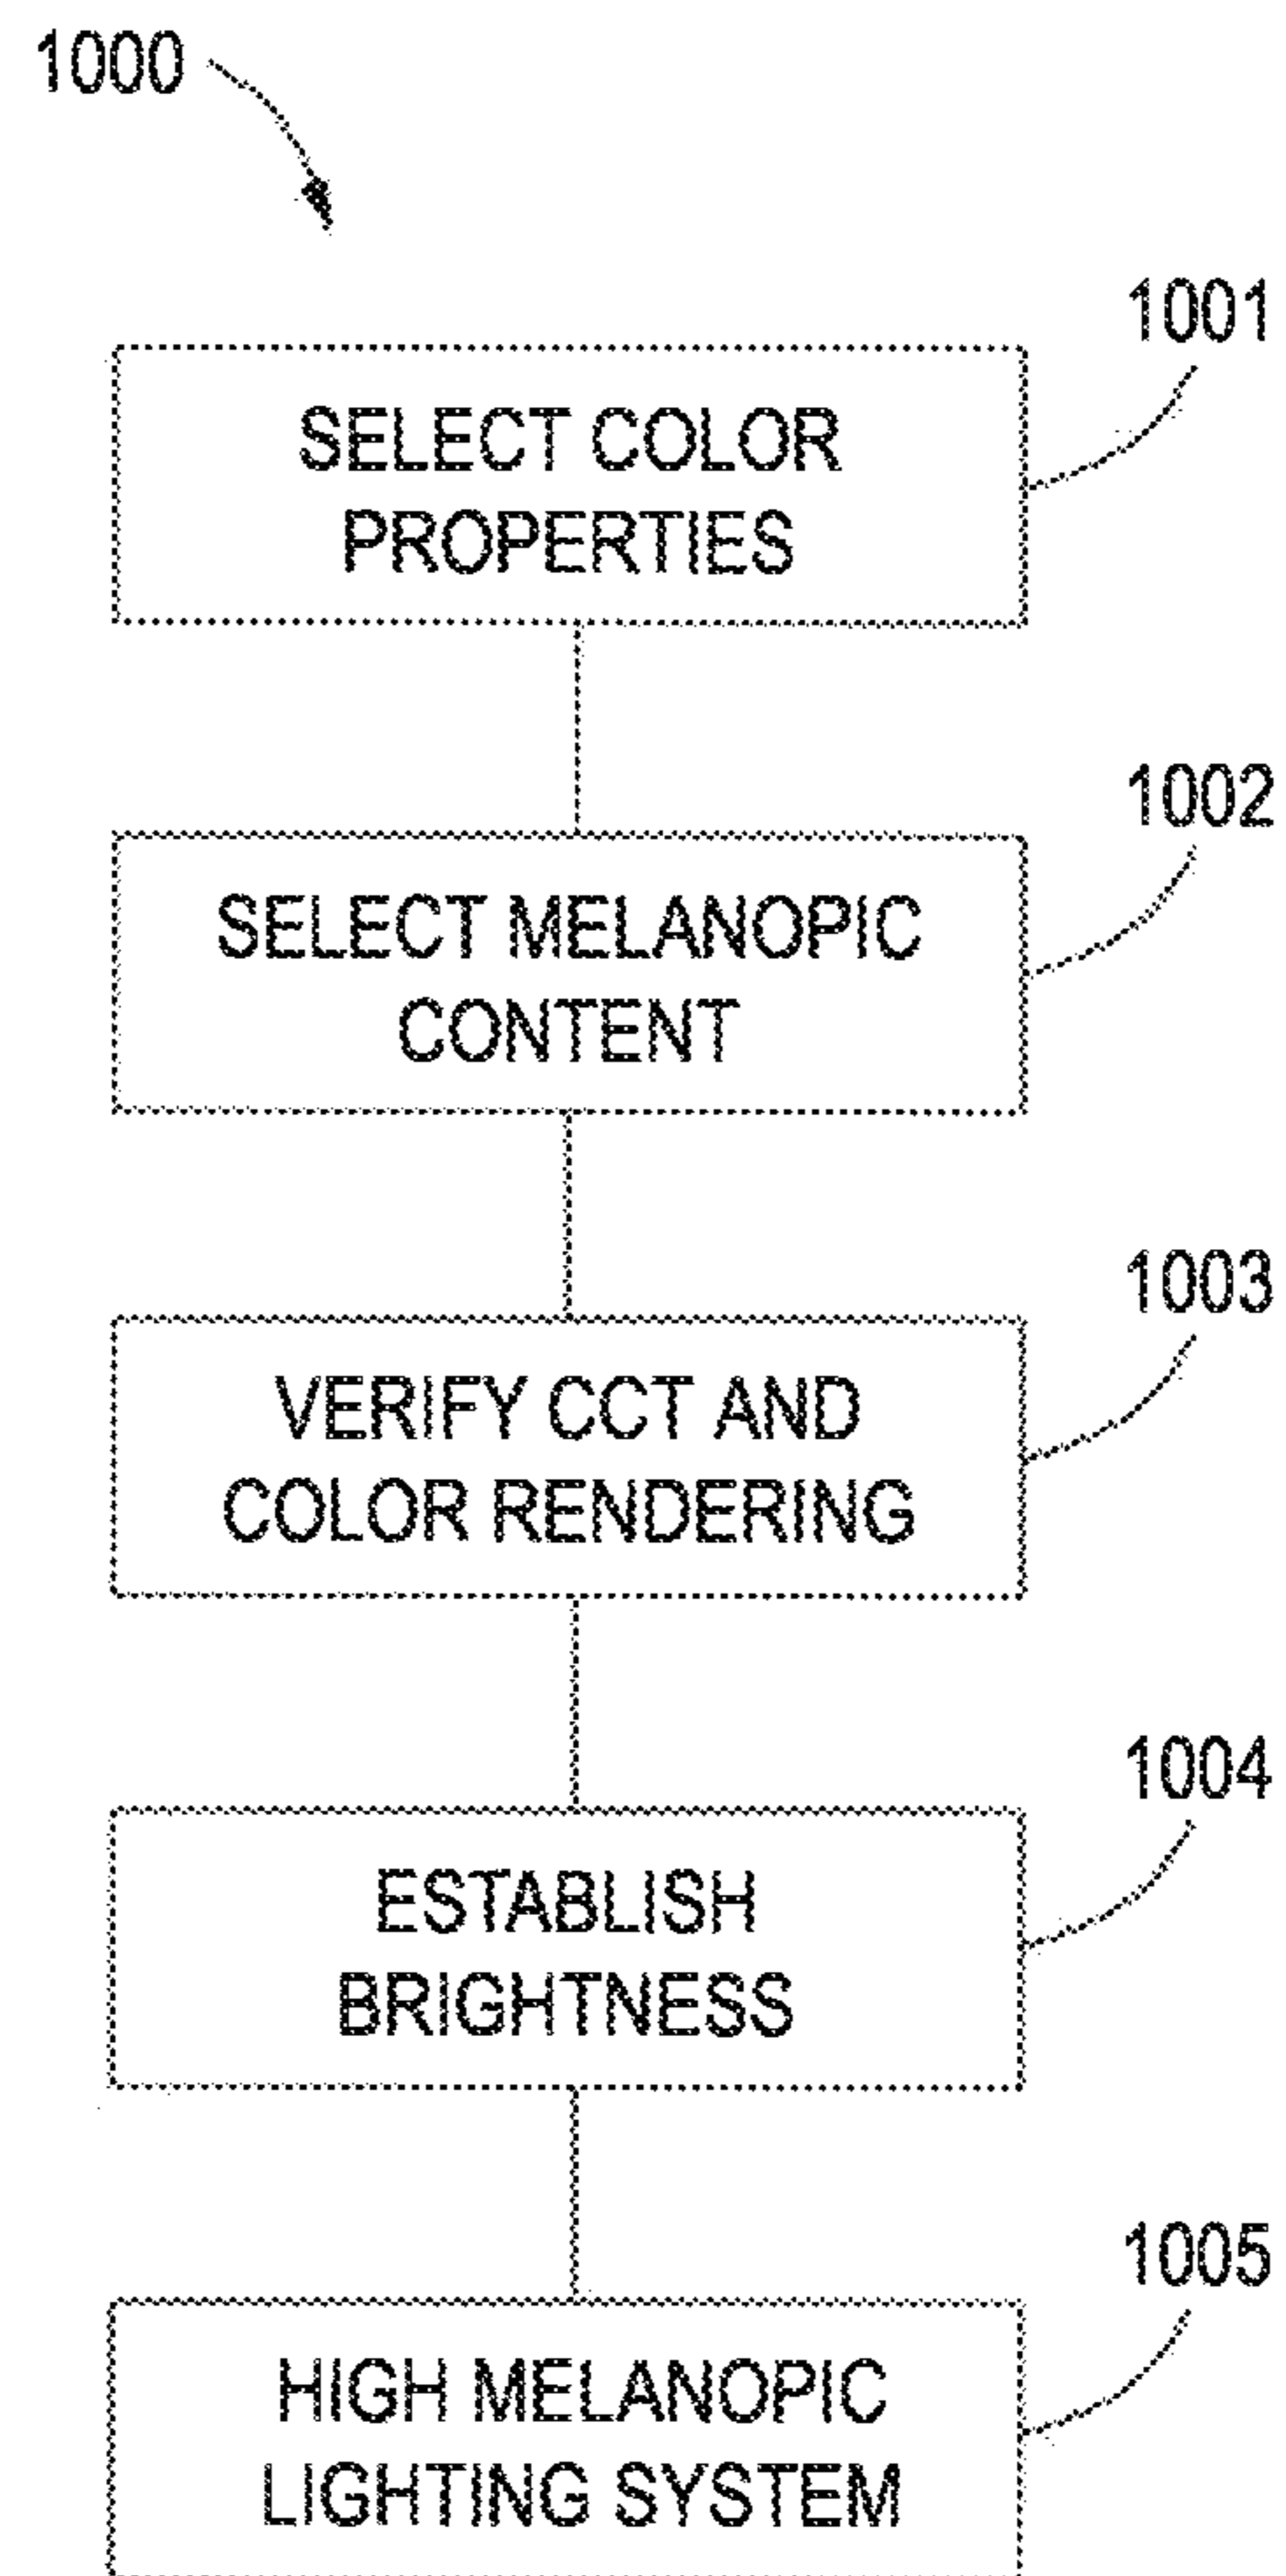 1000
1001
SELECT COLOR
PROPERTIES
1002
SELECT MELANOPIC
CONTENT
1003
VERIFY CCT AND
COLOR RENDERING
1004
ESTABLISH
BRIGHTNESS
1005
HIGH MELANOPIC
LIGHTING SYSTEM